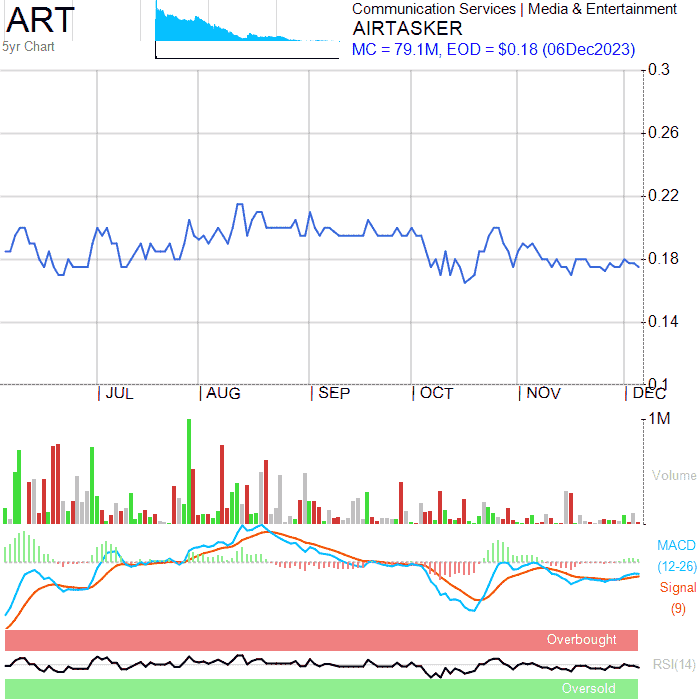 ART
5yr Chart
Communication Services | Media & Entertainment
AIRTASKER
MC = 79.1M, EOD = $0.18 (06Dec2023)
0.3
0.26
0.22
0.18
0.14
0.1
| JUL | AUG | SEP | OCT | NOV | DEC
1M
Volume
MACD
(12-26)
Signal
(9)
Overbought
RSI(14)
Oversold